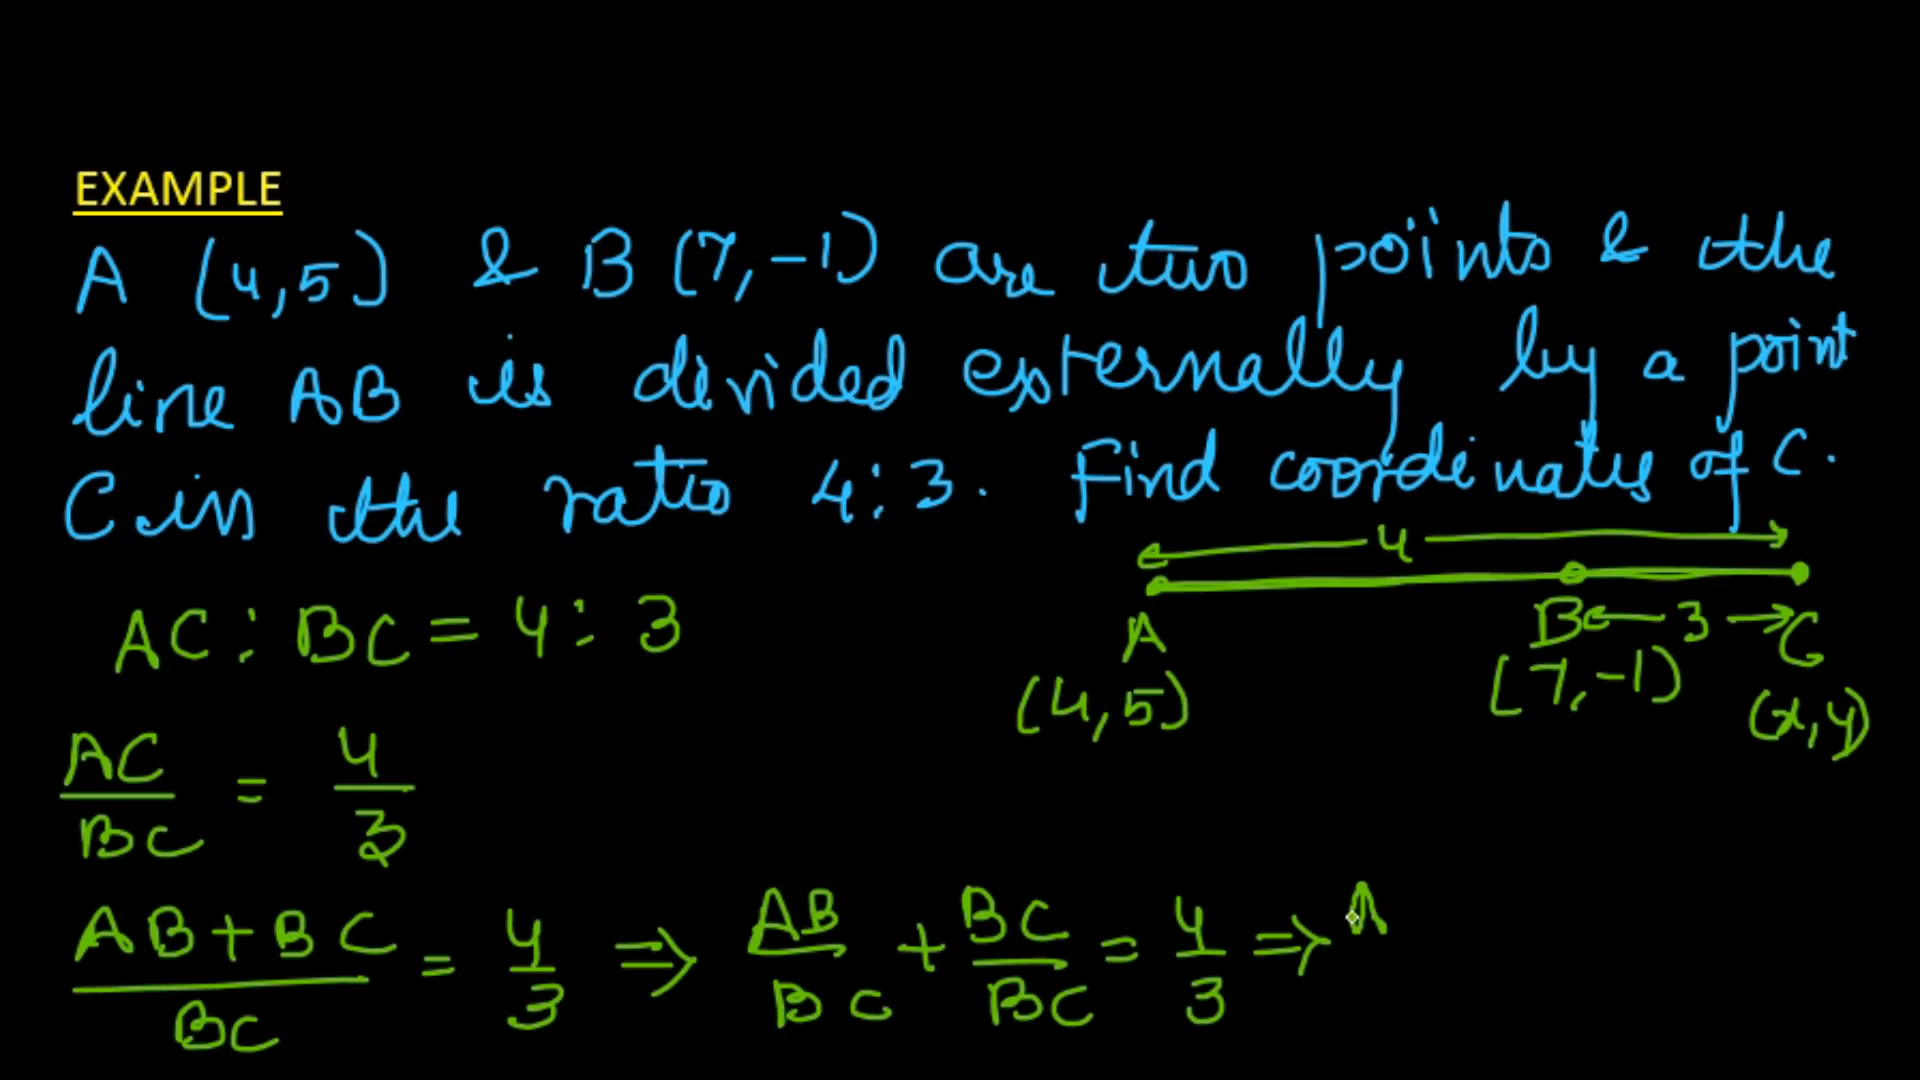 EXAMPLE
A (4,5) & B (7,-1) are two points & the
line AB is divided externally by a point
C in the ratio 4:3. Find coordinates of C.
4
AC : BC = 4 : 3
A B 3 C
(4,5) (7,-1) (x,y)
AC/BC = 4/3
AB+BC/BC = 4/3 ⇒ AB/BC + BC/BC = 4/3 ⇒ A